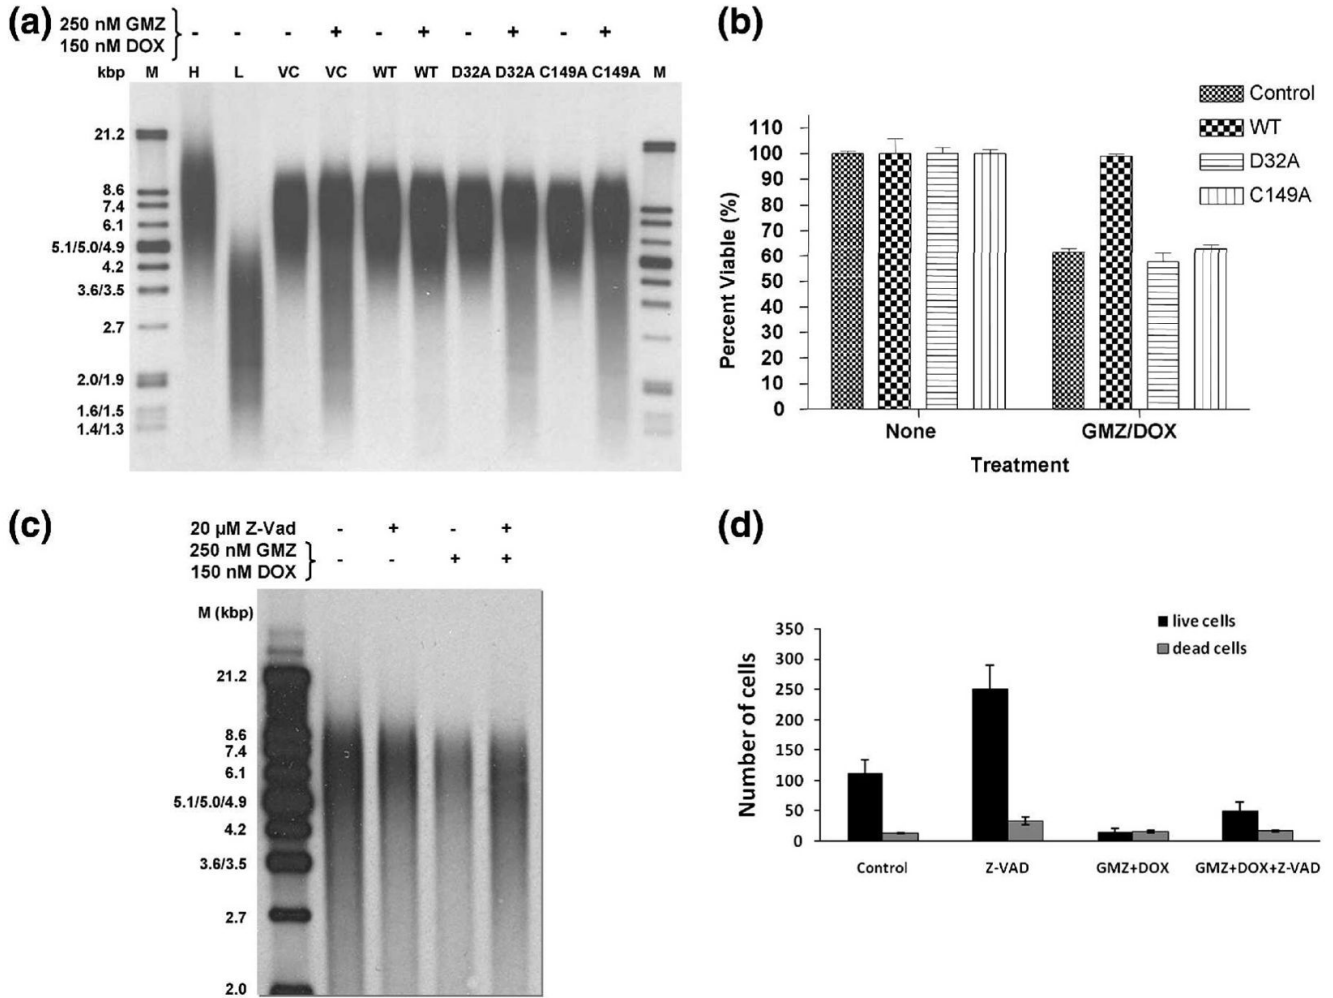 (a)
250 nM GMZ
150 nM DOX
- - - + - + - + - +
kbp M H L VC VC WT WT D32A D32A C149A C149A M
21.2
8.6
7.4
6.1
5.1/5.0/4.9
4.2
3.6/3.5
2.7
2.0/1.9
1.6/1.5
1.4/1.3
(b)
Control
WT
D32A
C149A
Percent Viable (%)
110
100
90
80
70
60
50
40
30
20
10
0
None GMZ/DOX
Treatment
(c)
20 µM Z-Vad - + - +
250 nM GMZ
150 nM DOX
- - + +
M (kbp)
21.2
8.6
7.4
6.1
5.1/5.0/4.9
4.2
3.6/3.5
2.7
2.0
(d)
live cells
dead cells
Number of cells
350
300
250
200
150
100
50
0
Control Z-VAD GMZ+DOX GMZ+DOX+Z-VAD